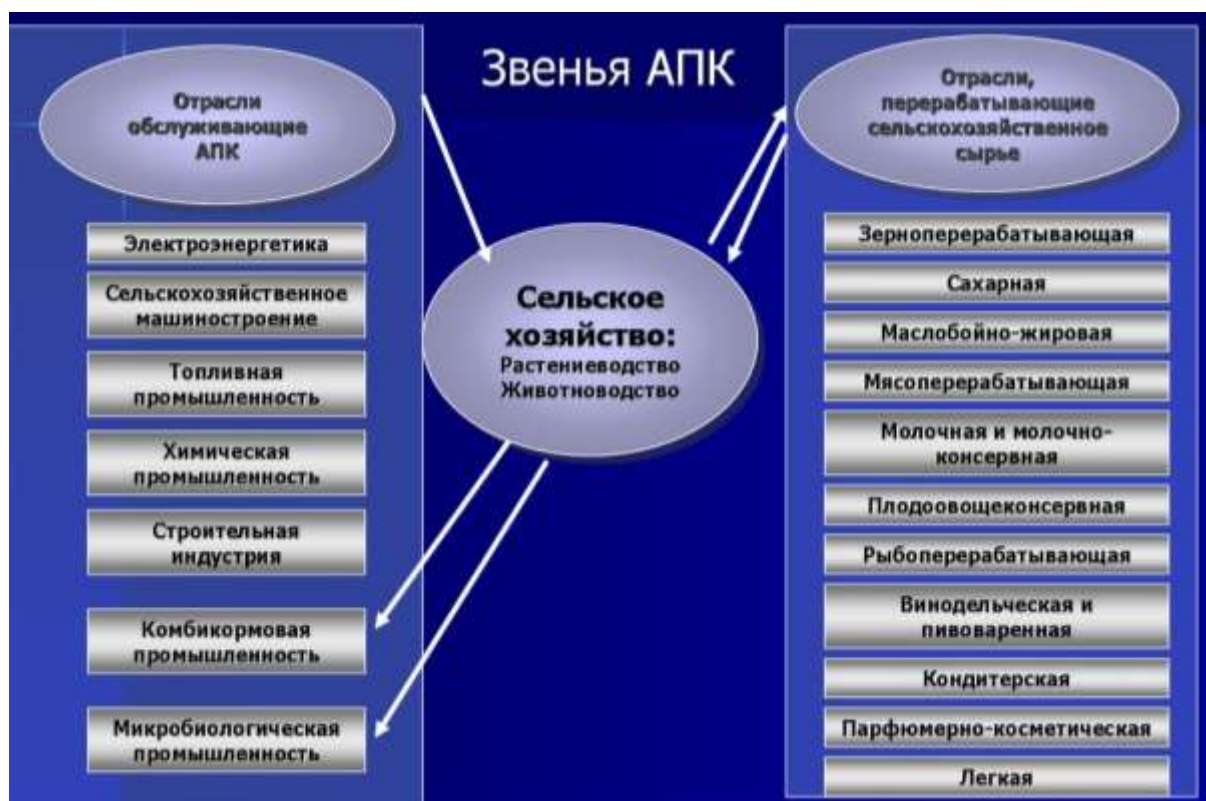 Звенья АПК
Отрасли
обслуживающие
АПК
Электроэнергетика
Сельскохозяйственное
машиностроение
Топливная
промышленность
Химическая
промышленность
Строительная
индустрия
Комбикормовая
промышленность
Микробиологическая
промышленность
Сельское
хозяйство:
Растениеводство
Животноводство
Отрасли,
перерабатывающие
сельскохозяйственное
сырье
Зерноперерабатывающая
Сахарная
Маслобойно-жировая
Мясоперерабатывающая
Молочная и молочно-
консервная
Плодоовощеконсервная
Рыбоперерабатывающая
Винодельческая и
пивоваренная
Кондитерская
Парфюмерно-косметическая
Легкая